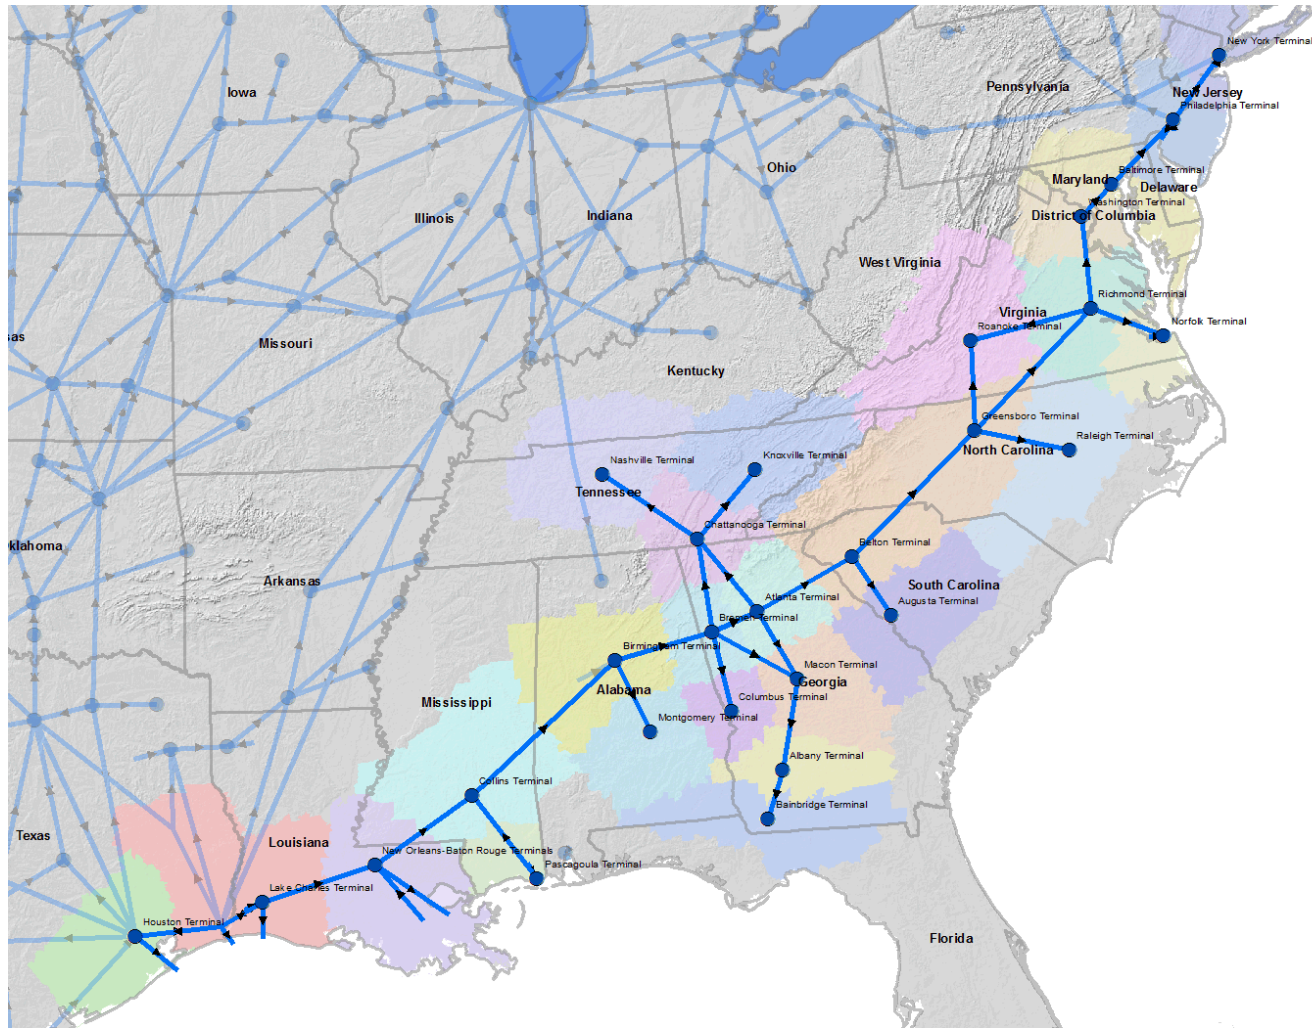 New York Terminal
Pennsylvania
New Jersey
Iowa
Philadelphia Terminal
Ohio
Baltimore Terminal
Maryland
Delaware
Washington Terminal
Illinois
Indiana
District of Columbia
West Virginia
Richmond Terminal
Virginia
Norfolk Terminal
Roanoke Terminal
sas
Missouri
Kentucky
Greensboro Terminal
Raleigh Terminal
North Carolina
Nashville Terminal
Knoxville Terminal
Tennessee
Chattanooga Terminal
Oklahoma
Belton Terminal
Arkansas
South Carolina
Atlanta Terminal
Augusta Terminal
Bremen Terminal
Birmingham Terminal
Macon Terminal
Georgia
Alabama
Columbus Terminal
Mississippi
Montgomery Terminal
Albany Terminal
Collins Terminal
Bainbridge Terminal
Texas
Louisiana
New Orleans-Baton Rouge Terminals
Pascagoula Terminal
Lake Charles Terminal
Houston Terminal
Florida